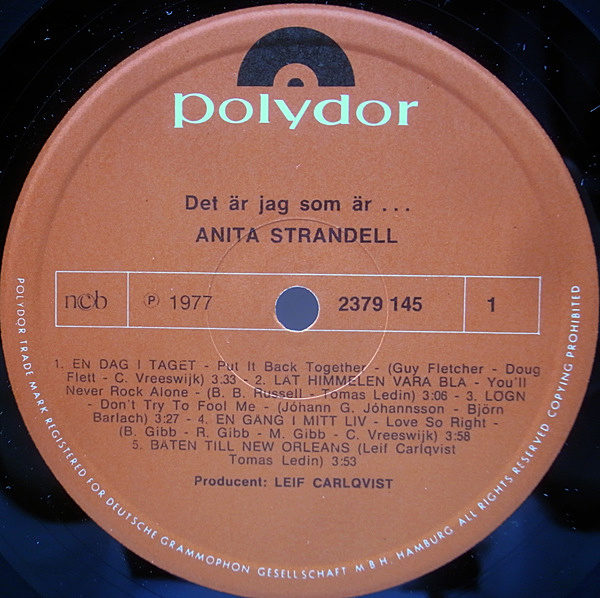 polydor
Det är jag som är ...
ANITA STRANDELL
ncb
Ⓟ 1977
2379 145
1
1. EN DAG I TAGET - Put It Back Together - (Guy Fletcher - Doug
Flett - C. Vreeswijk) 3:33 - 2. LAT HIMMELEN VARA BLA - You'll
Never Rock Alone - (B. B. Russell - Tomas Ledin) 3:06 - 3. LÖGN
- Don't Try To Fool Me - (Jóhann G. Jóhannsson - Björn
Barlach) 3:27 - 4. EN GANG I MITT LIV - Love So Right -
(B. Gibb - R. Gibb - M. Gibb - C. Vreeswijk) 3:58
5. BATEN TILL NEW ORLEANS (Leif Carlqvist
Tomas Ledin) 3:53
Producent: LEIF CARLQVIST
POLYDOR TRADE MARK REGISTERED FOR DEUTSCHE GRAMMOPHON GESELLSCHAFT M B H. HAMBURG ALL RIGHTS RESERVED COPYING PROHIBITED